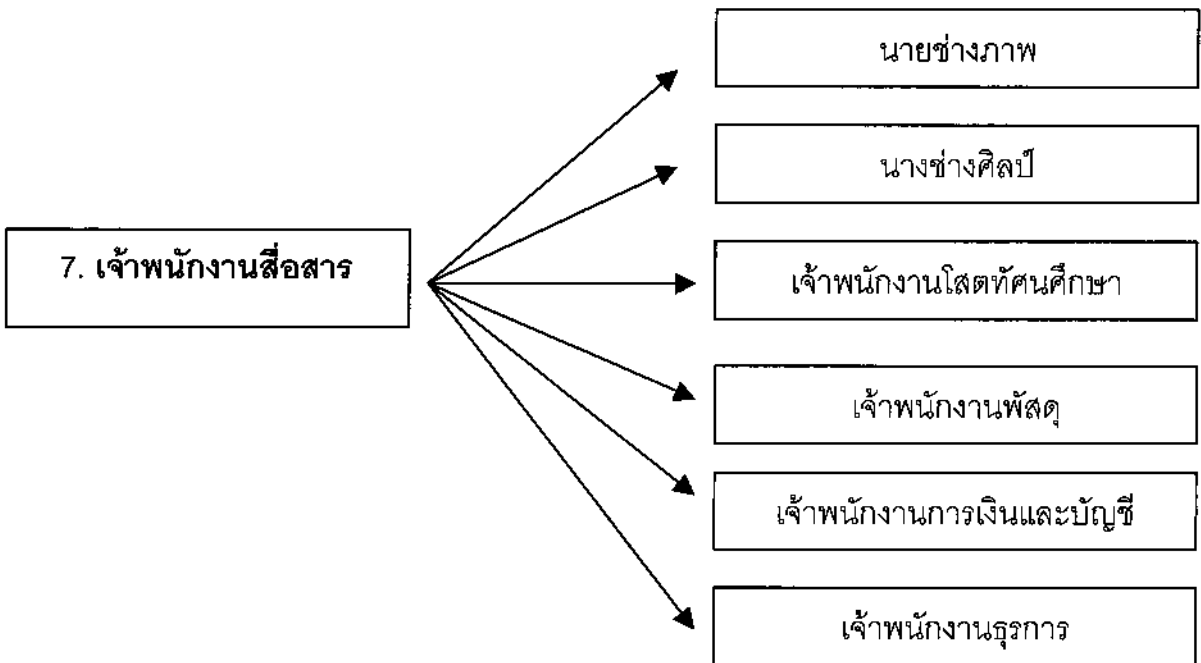 นายช่างภาพ
นางช่างศิลป์
7. เจ้าพนักงานสื่อสาร
เจ้าพนักงานโสตทัศนศึกษา
เจ้าพนักงานพัสดุ
เจ้าพนักงานการเงินและบัญชี
เจ้าพนักงานธุรการ